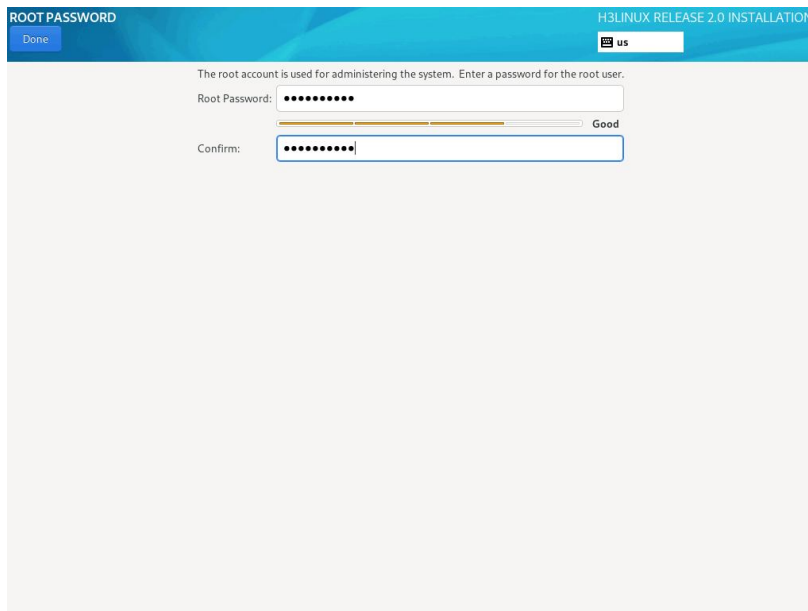 ROOT PASSWORD
H3LINUX RELEASE 2.0 INSTALLATION
Done
us
The root account is used for administering the system. Enter a password for the root user.
Root Password: ●●●●●●●●●●
Good
Confirm: ●●●●●●●●●●